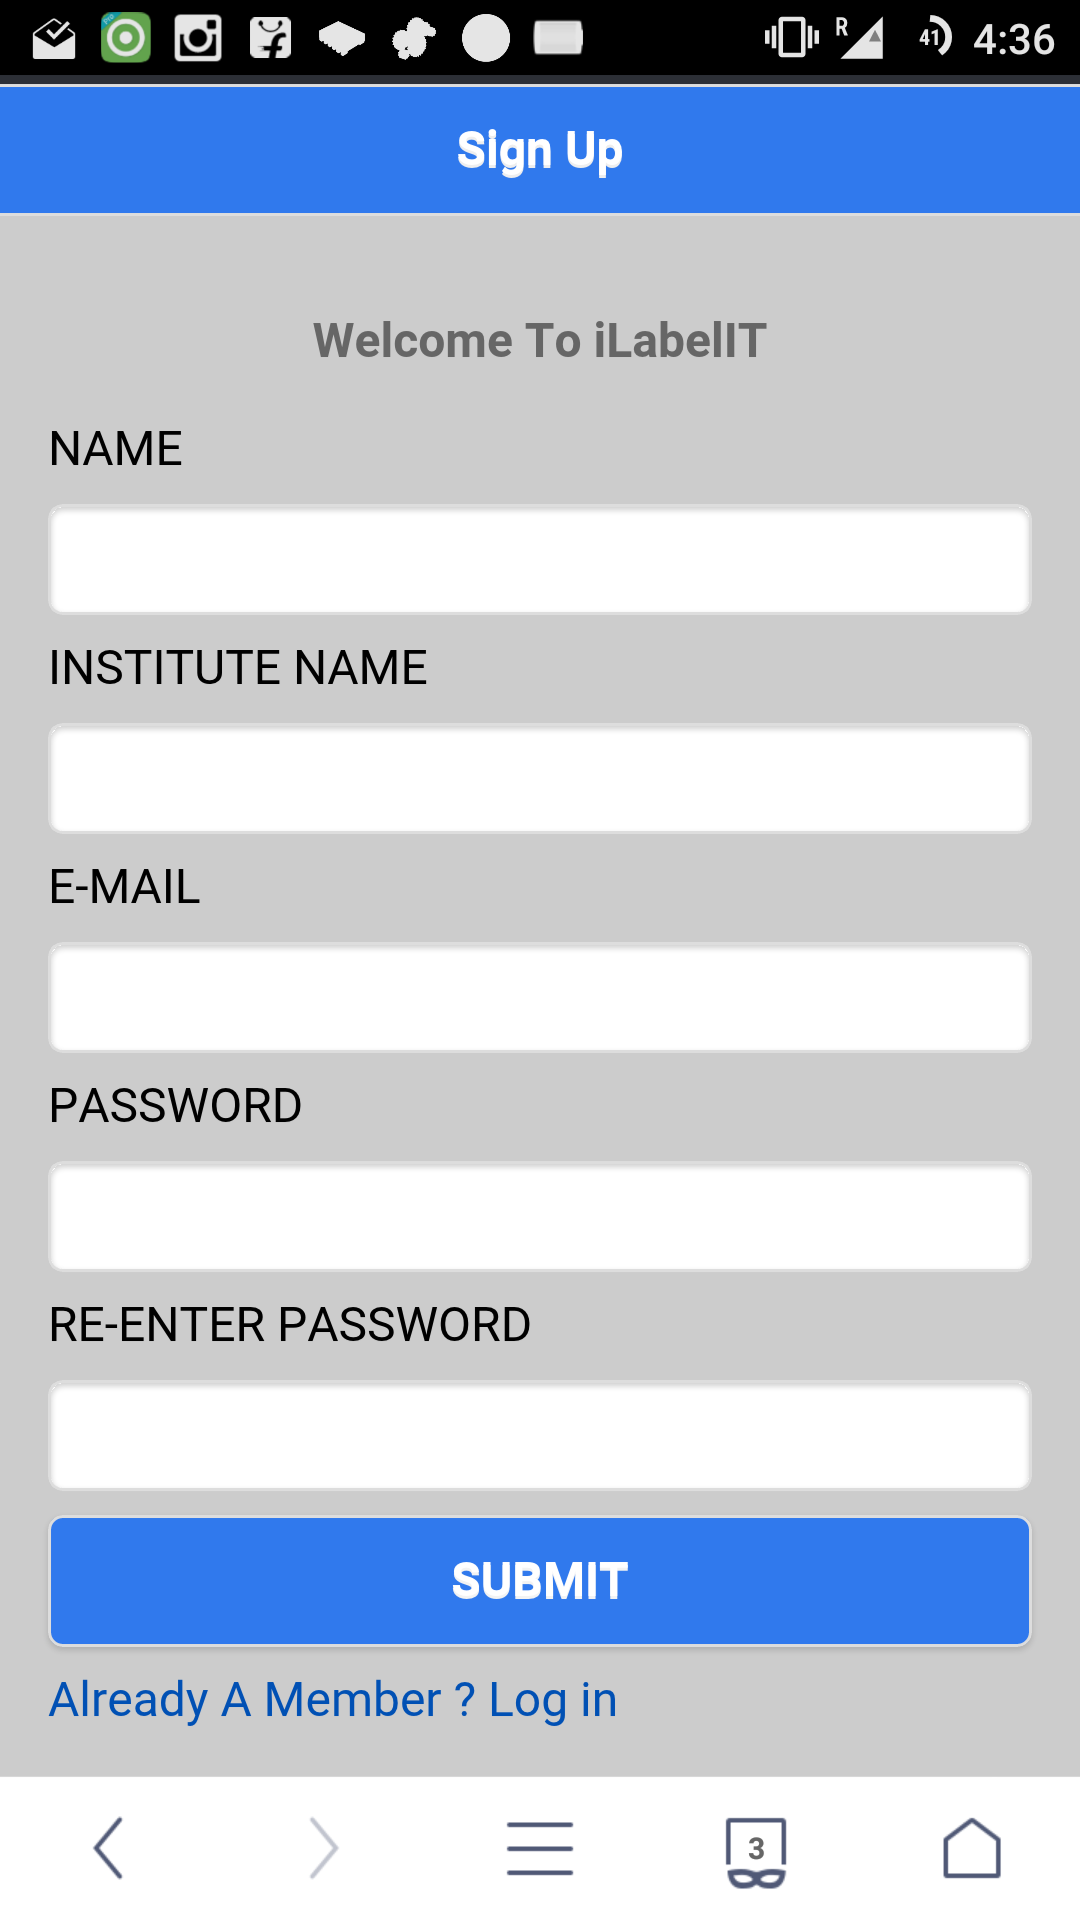 R 41 4:36
Sign Up
Welcome To iLabelIT
NAME
INSTITUTE NAME
E-MAIL
PASSWORD
RE-ENTER PASSWORD
SUBMIT
Already A Member ? Log in
3